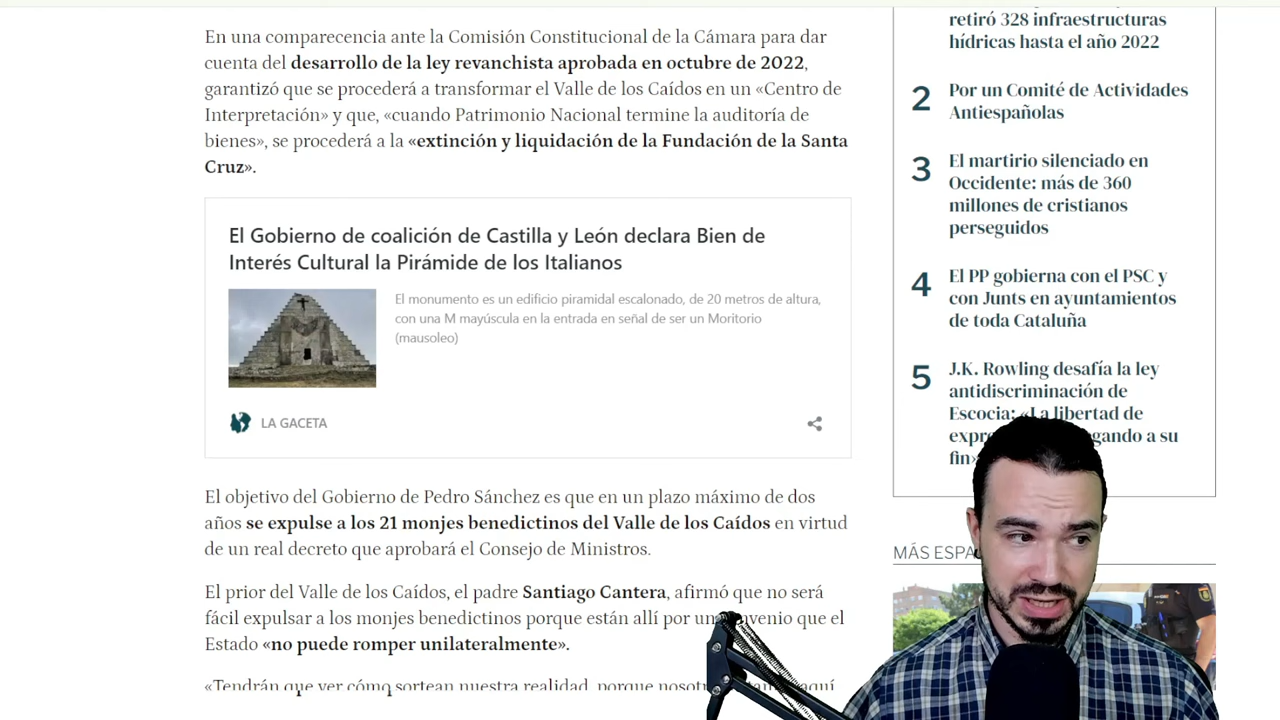 En una comparecencia ante la Comisión Constitucional de la Cámara para dar
cuenta del desarrollo de la ley revanchista aprobada en octubre de 2022,
garantizó que se procederá a transformar el Valle de los Caídos en un «Centro de
Interpretación» y que, «cuando Patrimonio Nacional termine la auditoría de
bienes», se procederá a la «extinción y liquidación de la Fundación de la Santa
Cruz».
El Gobierno de coalición de Castilla y León declara Bien de
Interés Cultural la Pirámide de los Italianos
El monumento es un edificio piramidal escalonado, de 20 metros de altura,
con una M mayúscula en la entrada en señal de ser un Moritorio
(mausoleo)
LA GACETA
El objetivo del Gobierno de Pedro Sánchez es que en un plazo máximo de dos
años se expulse a los 21 monjes benedictinos del Valle de los Caídos en virtud
de un real decreto que aprobará el Consejo de Ministros.
El prior del Valle de los Caídos, el padre Santiago Cantera, afirmó que no será
fácil expulsar a los monjes benedictinos porque están allí por un convenio que el
Estado «no puede romper unilateralmente».
«Tendrán que ver cómo sortean nuestra realidad, porque aquí
retiró 328 infraestructuras
hídricas hasta el año 2022
2 Por un Comité de Actividades
Antiespañolas
3 El martirio silenciado en
Occidente: más de 360
millones de cristianos
perseguidos
4 El PP gobierna con el PSC y
con Junts en ayuntamientos
de toda Cataluña
5 J.K. Rowling desafía la ley
antidiscriminación de
Escocia: «La libertad de
a su
fin»
MÁS